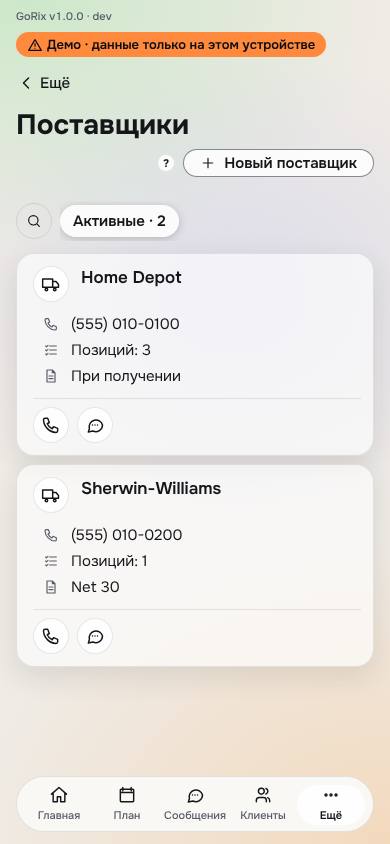 GoRix v1.0.0 · dev
Демо · данные только на этом устройстве
Ещё
Поставщики
?
Новый поставщик
Активные · 2
Home Depot
(555) 010-0100
Позиций: 3
При получении
Sherwin-Williams
(555) 010-0200
Позиций: 1
Net 30
Главная
План
Сообщения
Клиенты
Ещё